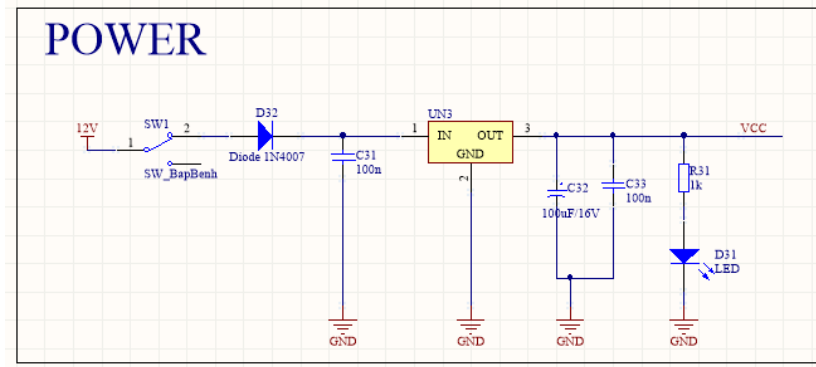 POWER
12V
SW1
1
2
SW_BapBenh
D32
Diode 1N4007
C31
100n
UN3
1
IN
OUT
3
GND
2
C32
100uF/16V
C33
100n
VCC
R31
1k
D31
LED
GND
GND
GND
GND